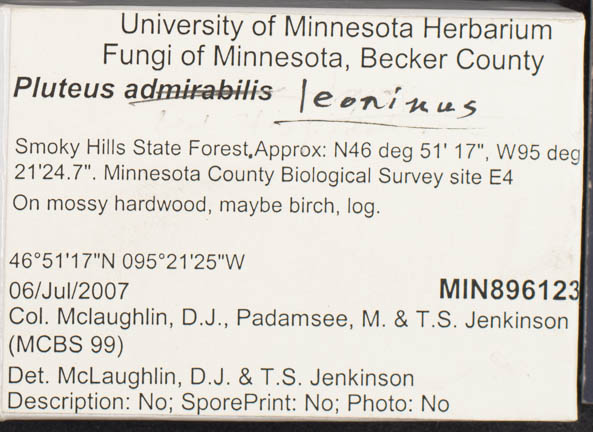 University of Minnesota Herbarium
Fungi of Minnesota, Becker County
Pluteus admirabilis leoninus
Smoky Hills State Forest, Approx: N46 deg 51' 17", W95 deg
21'24.7". Minnesota County Biological Survey site E4
On mossy hardwood, maybe birch, log.
46°51'17"N 095°21'25"W
06/Jul/2007 MIN896123
Col. Mclaughlin, D.J., Padamsee, M. & T.S. Jenkinson
(MCBS 99)
Det. McLaughlin, D.J. & T.S. Jenkinson
Description: No; SporePrint: No; Photo: No